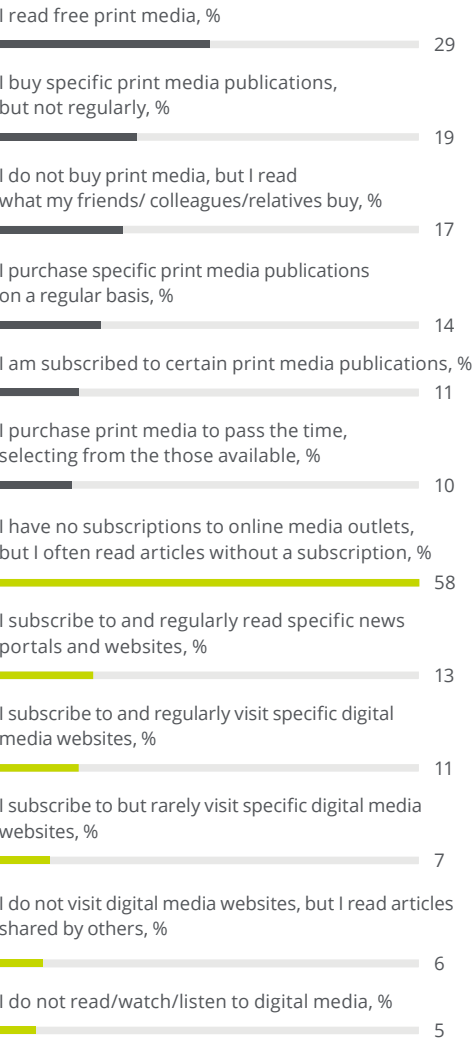 I read free print media, %
29
I buy specific print media publications,
but not regularly, %
19
I do not buy print media, but I read
what my friends/ colleagues/relatives buy, %
17
I purchase specific print media publications
on a regular basis, %
14
I am subscribed to certain print media publications, %
11
I purchase print media to pass the time,
selecting from the those available, %
10
I have no subscriptions to online media outlets,
but I often read articles without a subscription, %
58
I subscribe to and regularly read specific news
portals and websites, %
13
I subscribe to and regularly visit specific digital
media websites, %
11
I subscribe to but rarely visit specific digital media
websites, %
7
I do not visit digital media websites, but I read articles
shared by others, %
6
I do not read/watch/listen to digital media, %
5